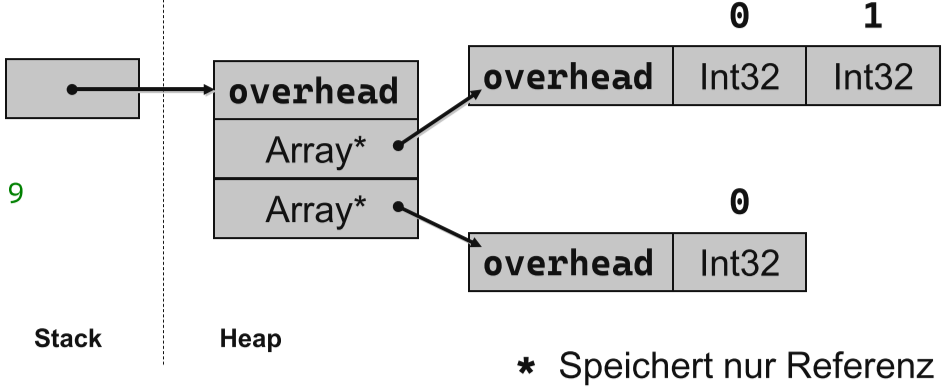 0 1
overhead Int32 Int32
overhead
Array*
9
Array*
0
overhead Int32
Stack Heap
* Speichert nur Referenz